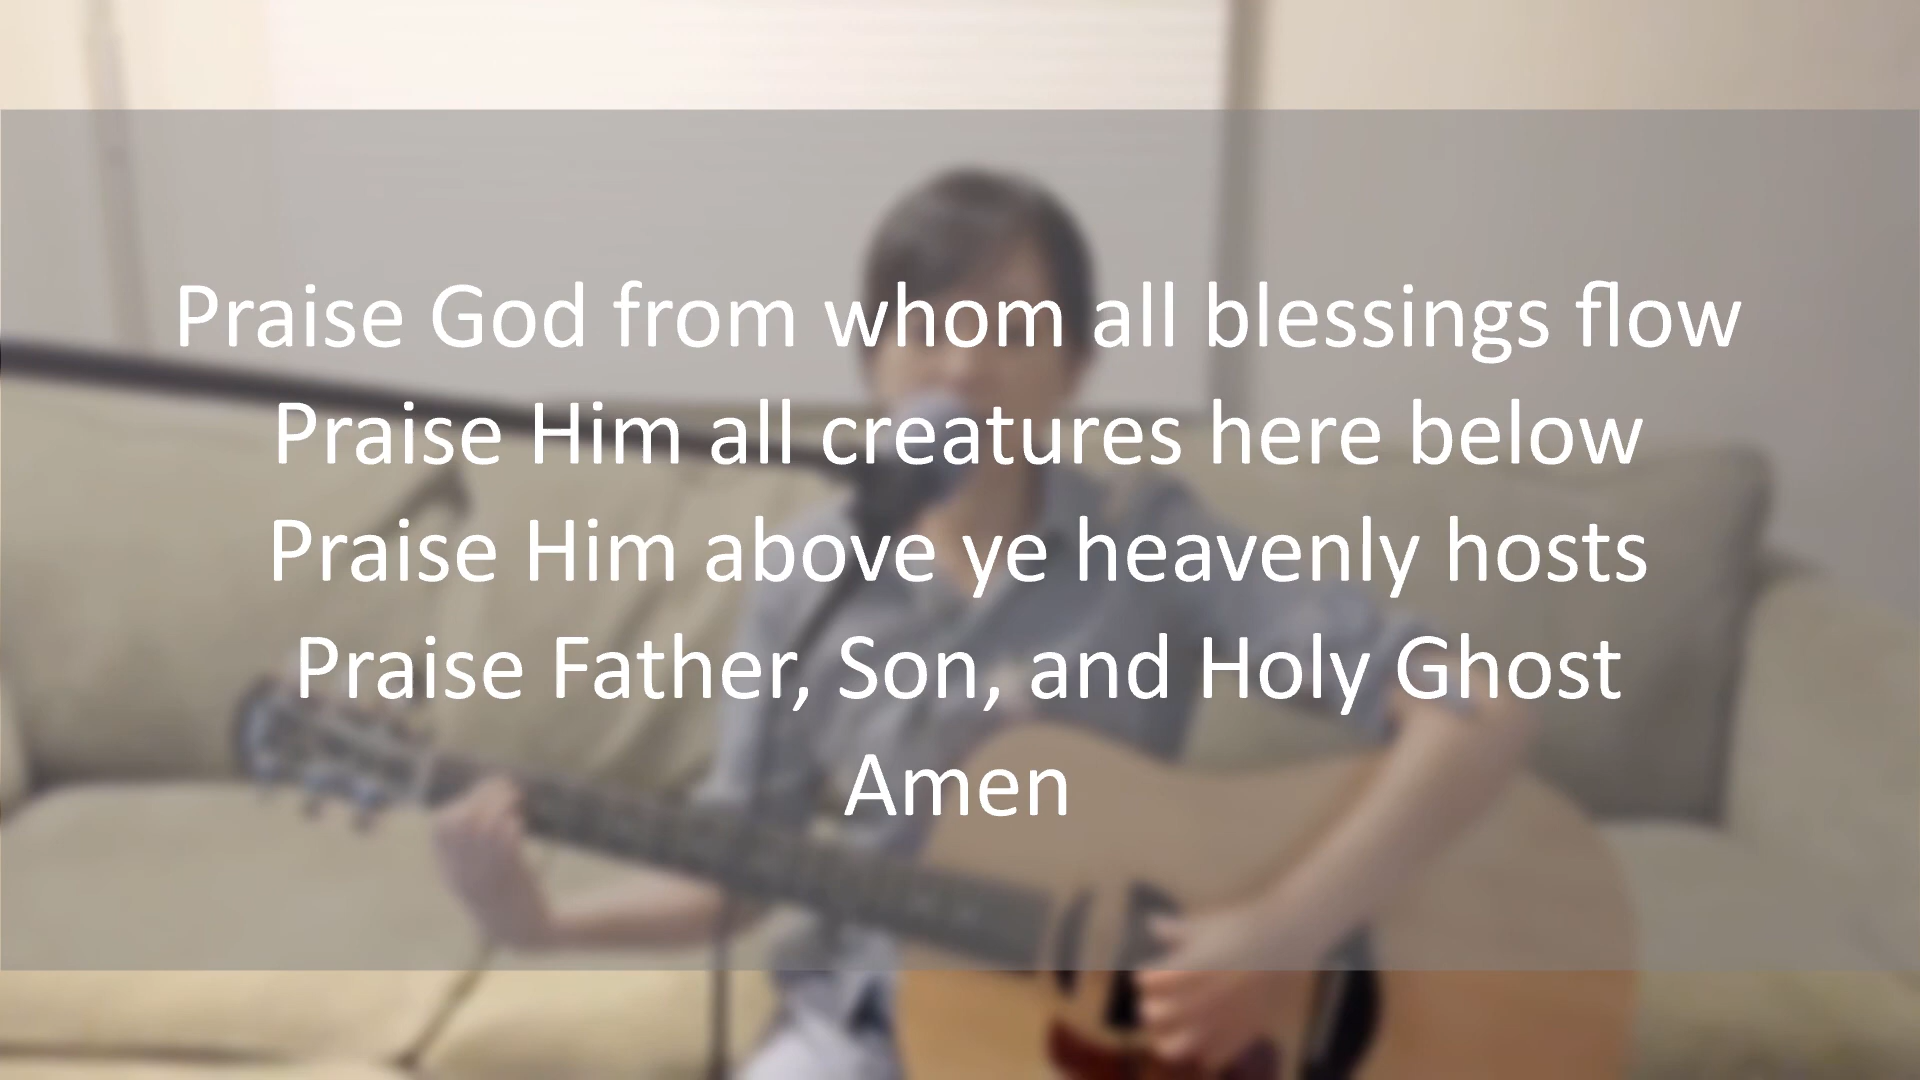 Praise God from whom all blessings flow
Praise Him all creatures here below
Praise Him above ye heavenly hosts
Praise Father, Son, and Holy Ghost
Amen